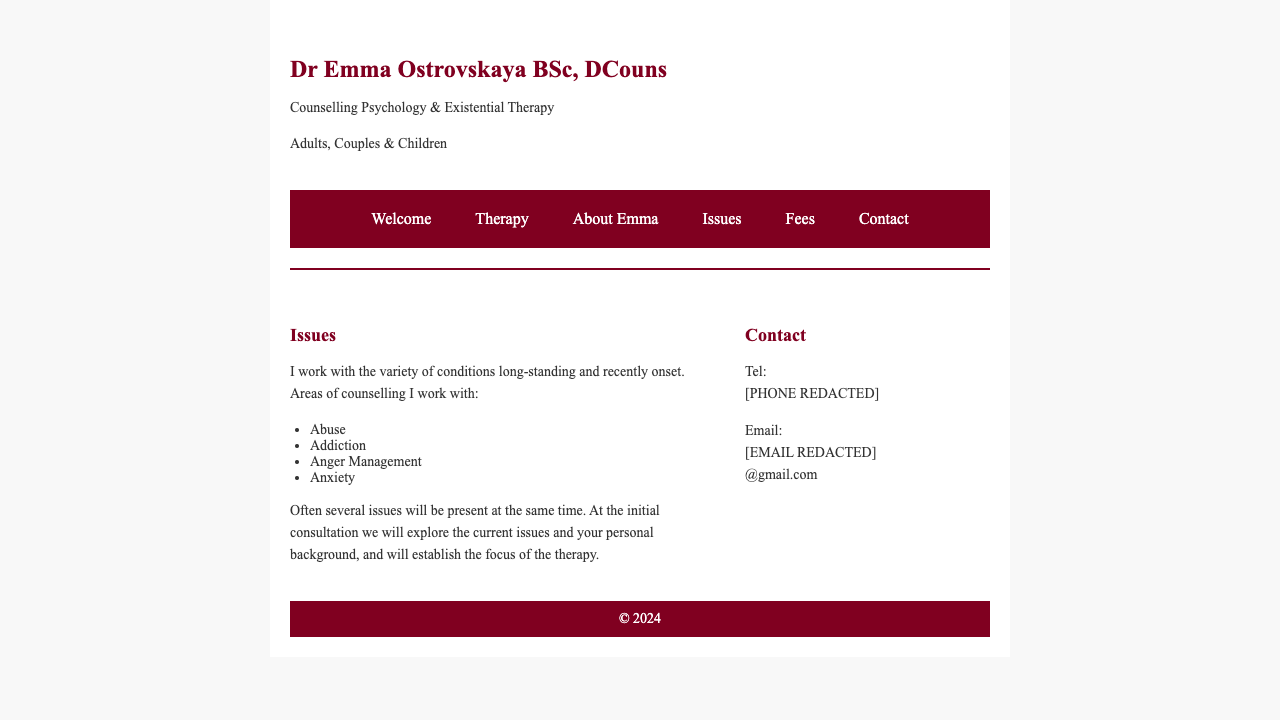 Dr Emma Ostrovskaya BSc, DCouns
Counselling Psychology & Existential Therapy
Adults, Couples & Children
Welcome Therapy About Emma Issues Fees Contact
Issues
I work with the variety of conditions long-standing and recently onset.
Areas of counselling I work with:
• Abuse
• Addiction
• Anger Management
• Anxiety
Often several issues will be present at the same time. At the initial
consultation we will explore the current issues and your personal
background, and will establish the focus of the therapy.
Contact
Tel:
[PHONE REDACTED]
Email:
[EMAIL REDACTED]
@gmail.com
© 2024